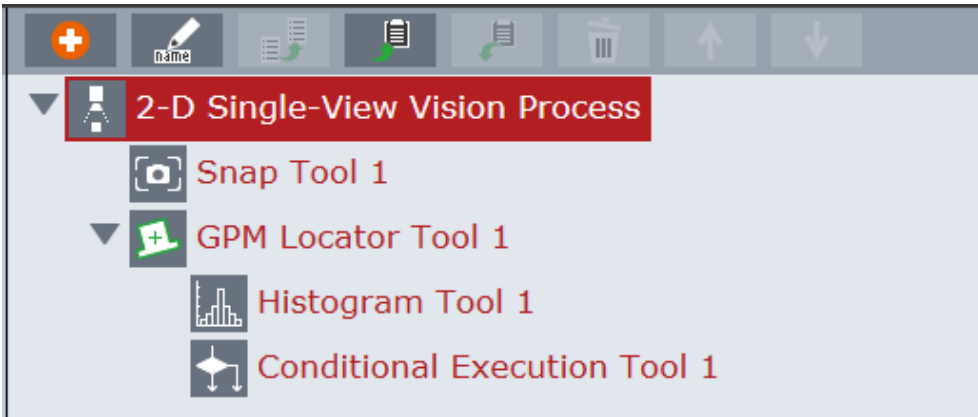 name
2-D Single-View Vision Process
Snap Tool 1
GPM Locator Tool 1
Histogram Tool 1
Conditional Execution Tool 1